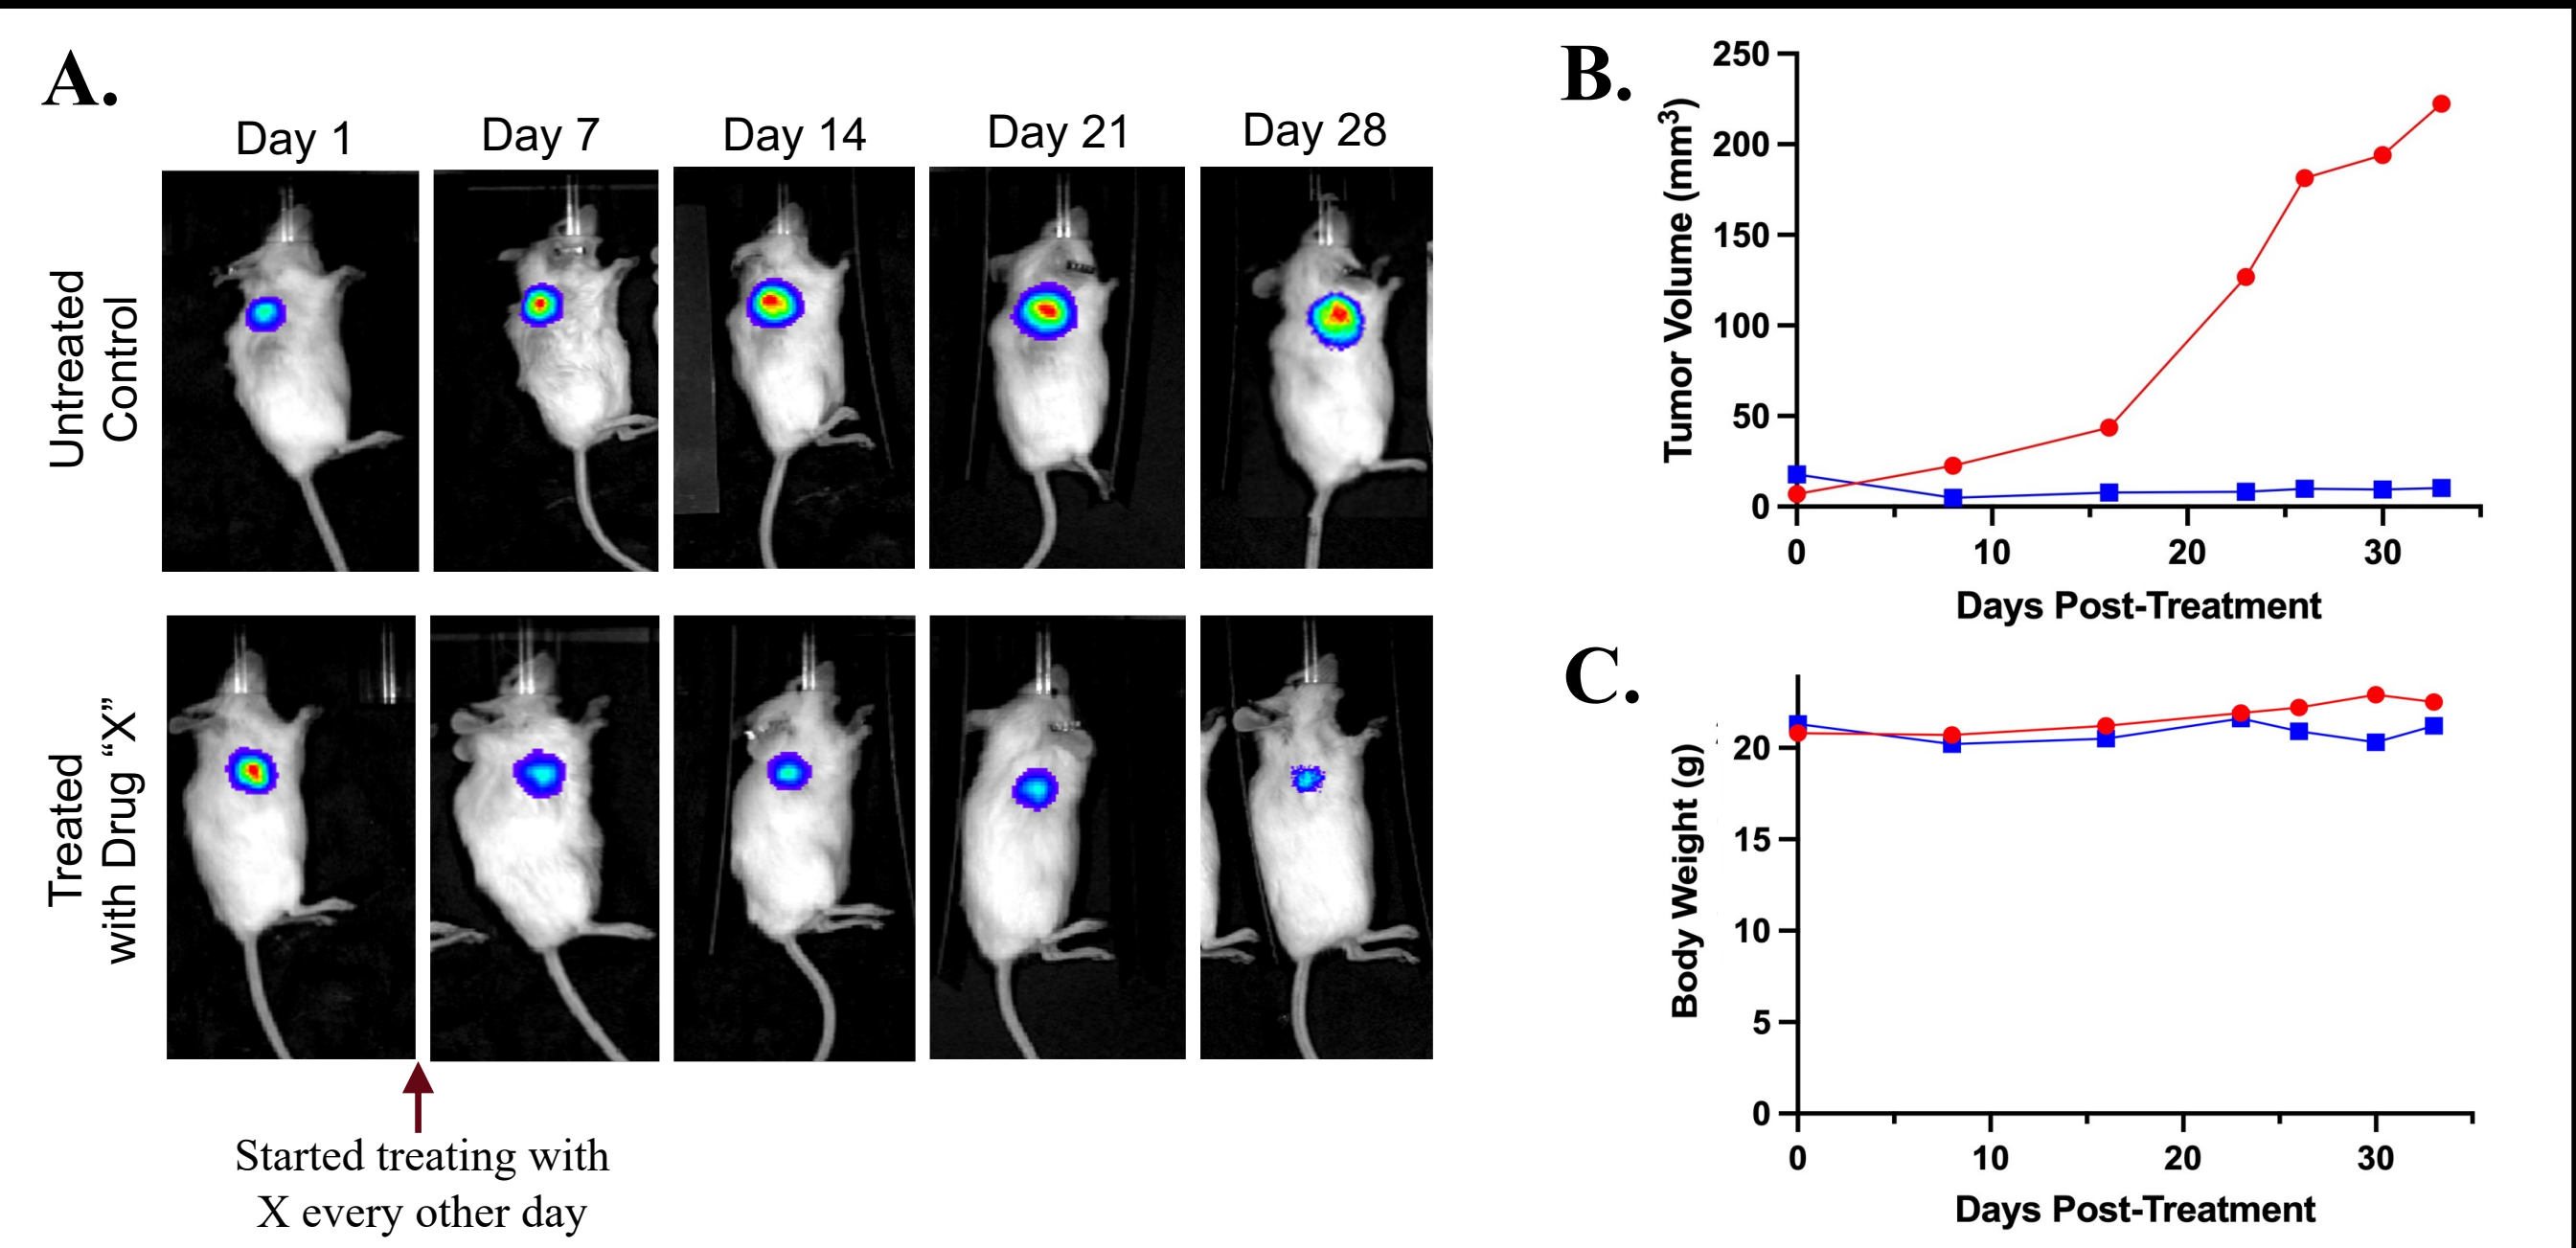 A.
Day 1
Day 7
Day 14
Day 21
Day 28
Untreated
Control
Treated
with Drug “X”
Started treating with
X every other day
B.
Tumor Volume (mm³)
250
200
150
100
50
0
0
10
20
30
Days Post-Treatment
C.
Body Weight (g)
20
15
10
5
0
0
10
20
30
Days Post-Treatment